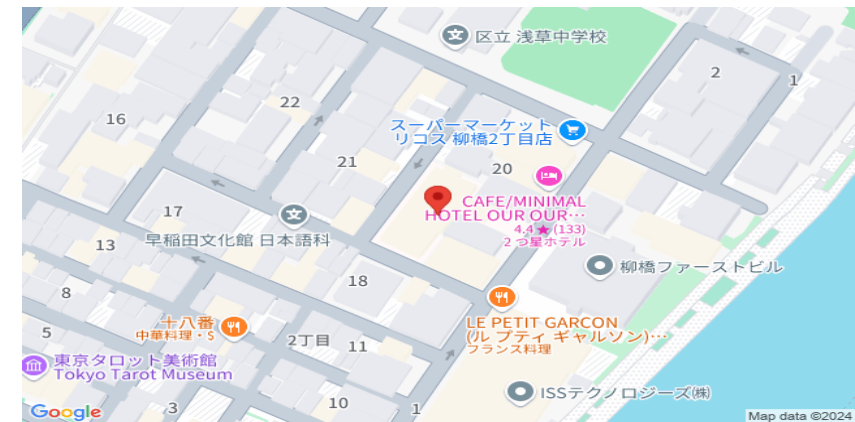 区立 浅草中学校
2
1
22
16
スーパーマーケット
リコス 柳橋2丁目店
21
20
CAFE/MINIMAL
HOTEL OUR OUR…
4.4★(133)
2 つ星ホテル
17
早稲田文化館 日本語科
13
柳橋ファーストビル
18
8
LE PETIT GARCON
(ル プティ ギャルソン)…
フランス料理
十八番
中華料理・$
5
2丁目
11
東京タロット美術館
Tokyo Tarot Museum
ISSテクノロジーズ㈱
3
10
1
Google
Map data ©2024